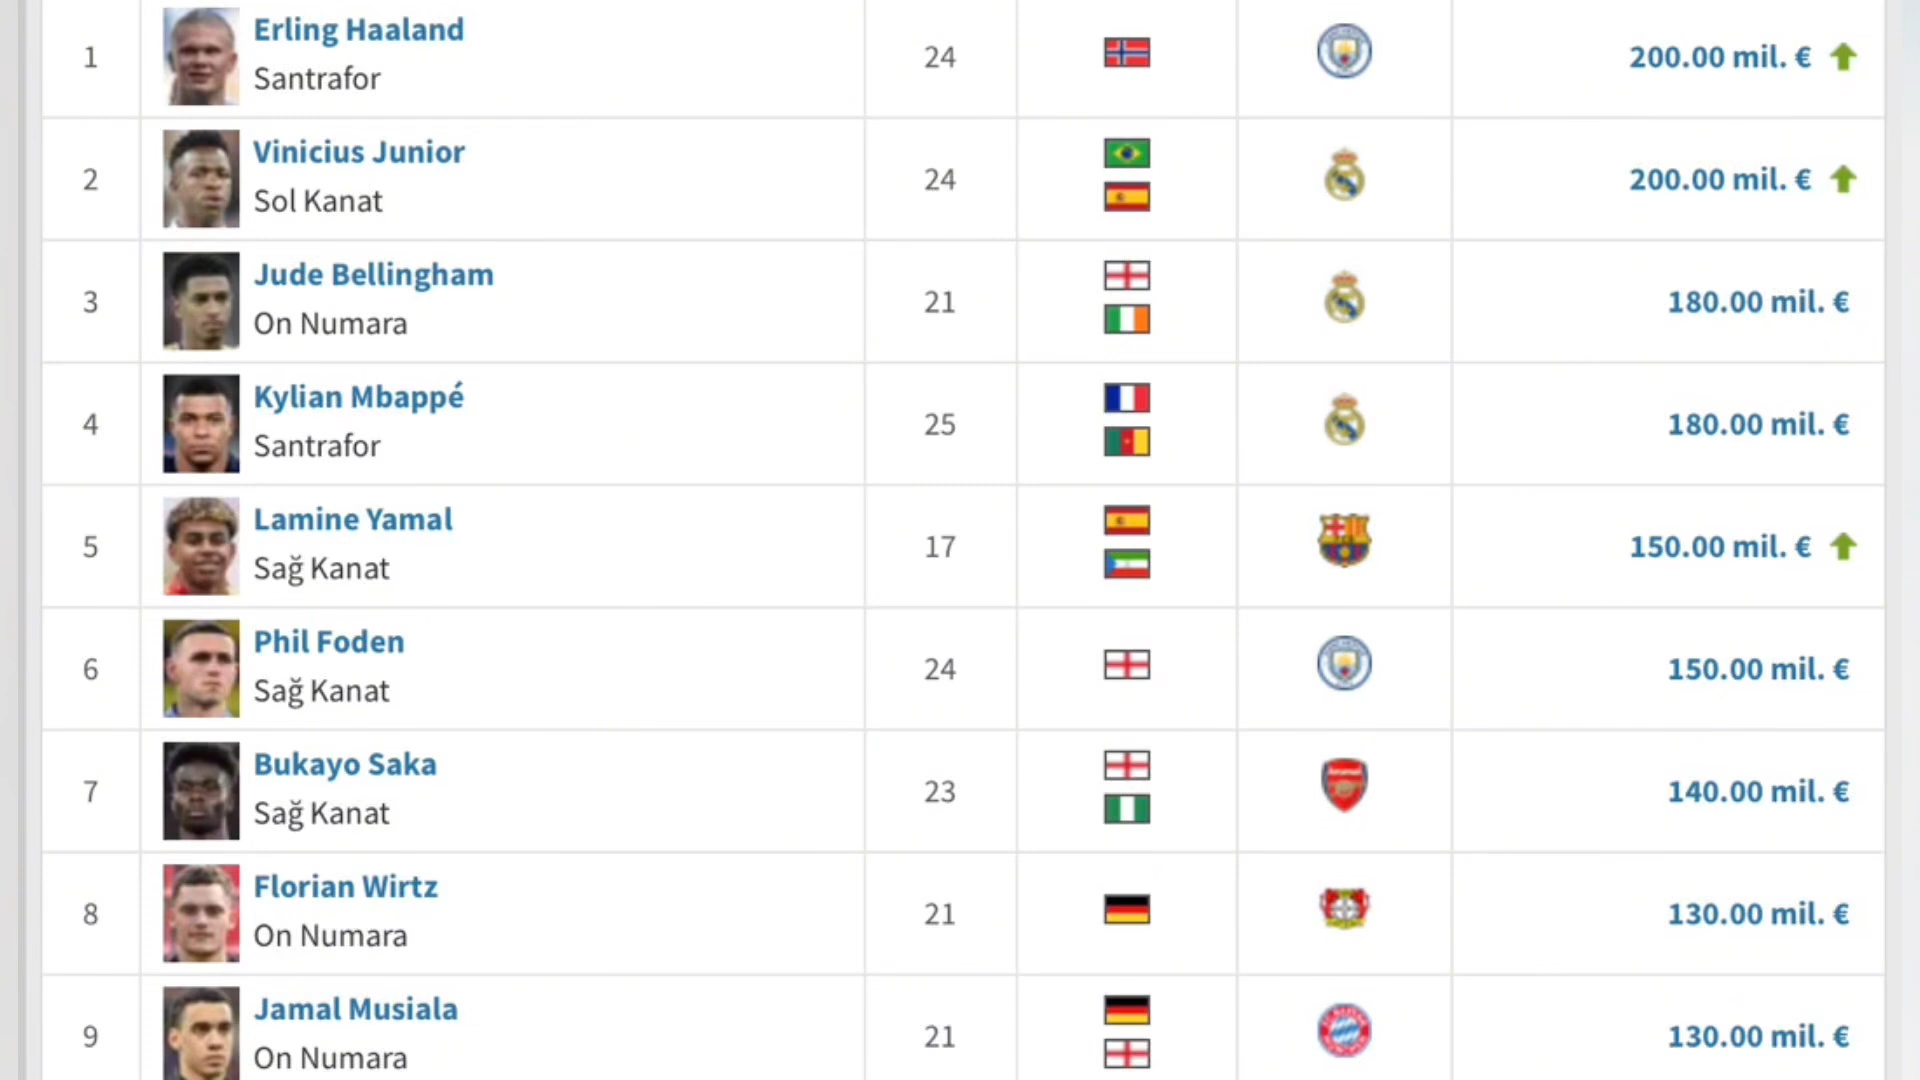 1
Erling Haaland
Santrafor
24
200.00 mil. €
2
Vinicius Junior
Sol Kanat
24
200.00 mil. €
3
Jude Bellingham
On Numara
21
180.00 mil. €
4
Kylian Mbappé
Santrafor
25
180.00 mil. €
5
Lamine Yamal
Sağ Kanat
17
150.00 mil. €
6
Phil Foden
Sağ Kanat
24
150.00 mil. €
7
Bukayo Saka
Sağ Kanat
23
140.00 mil. €
8
Florian Wirtz
On Numara
21
130.00 mil. €
9
Jamal Musiala
On Numara
21
130.00 mil. €